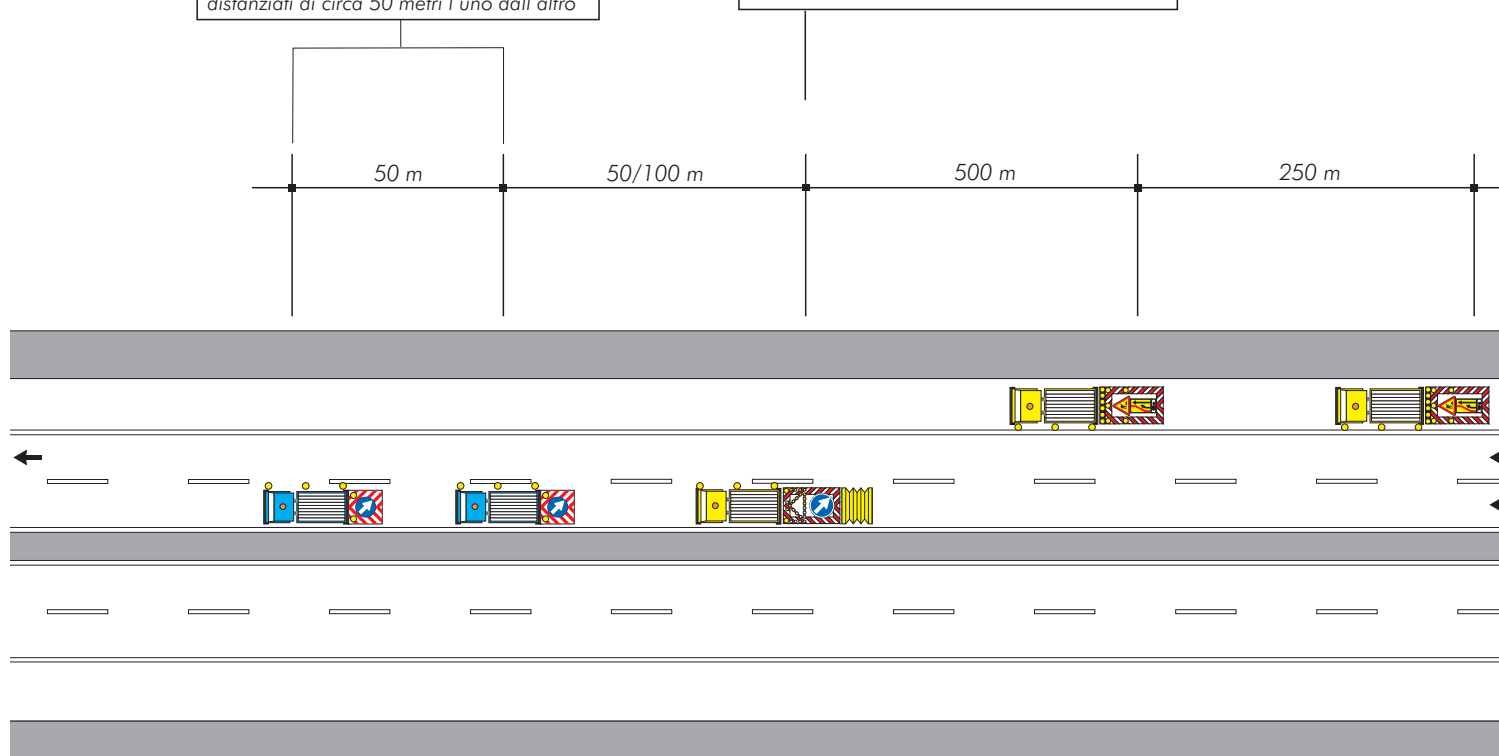 distanziati di circa 50 metri l'uno dall'altro
50 m
50/100 m
500 m
250 m